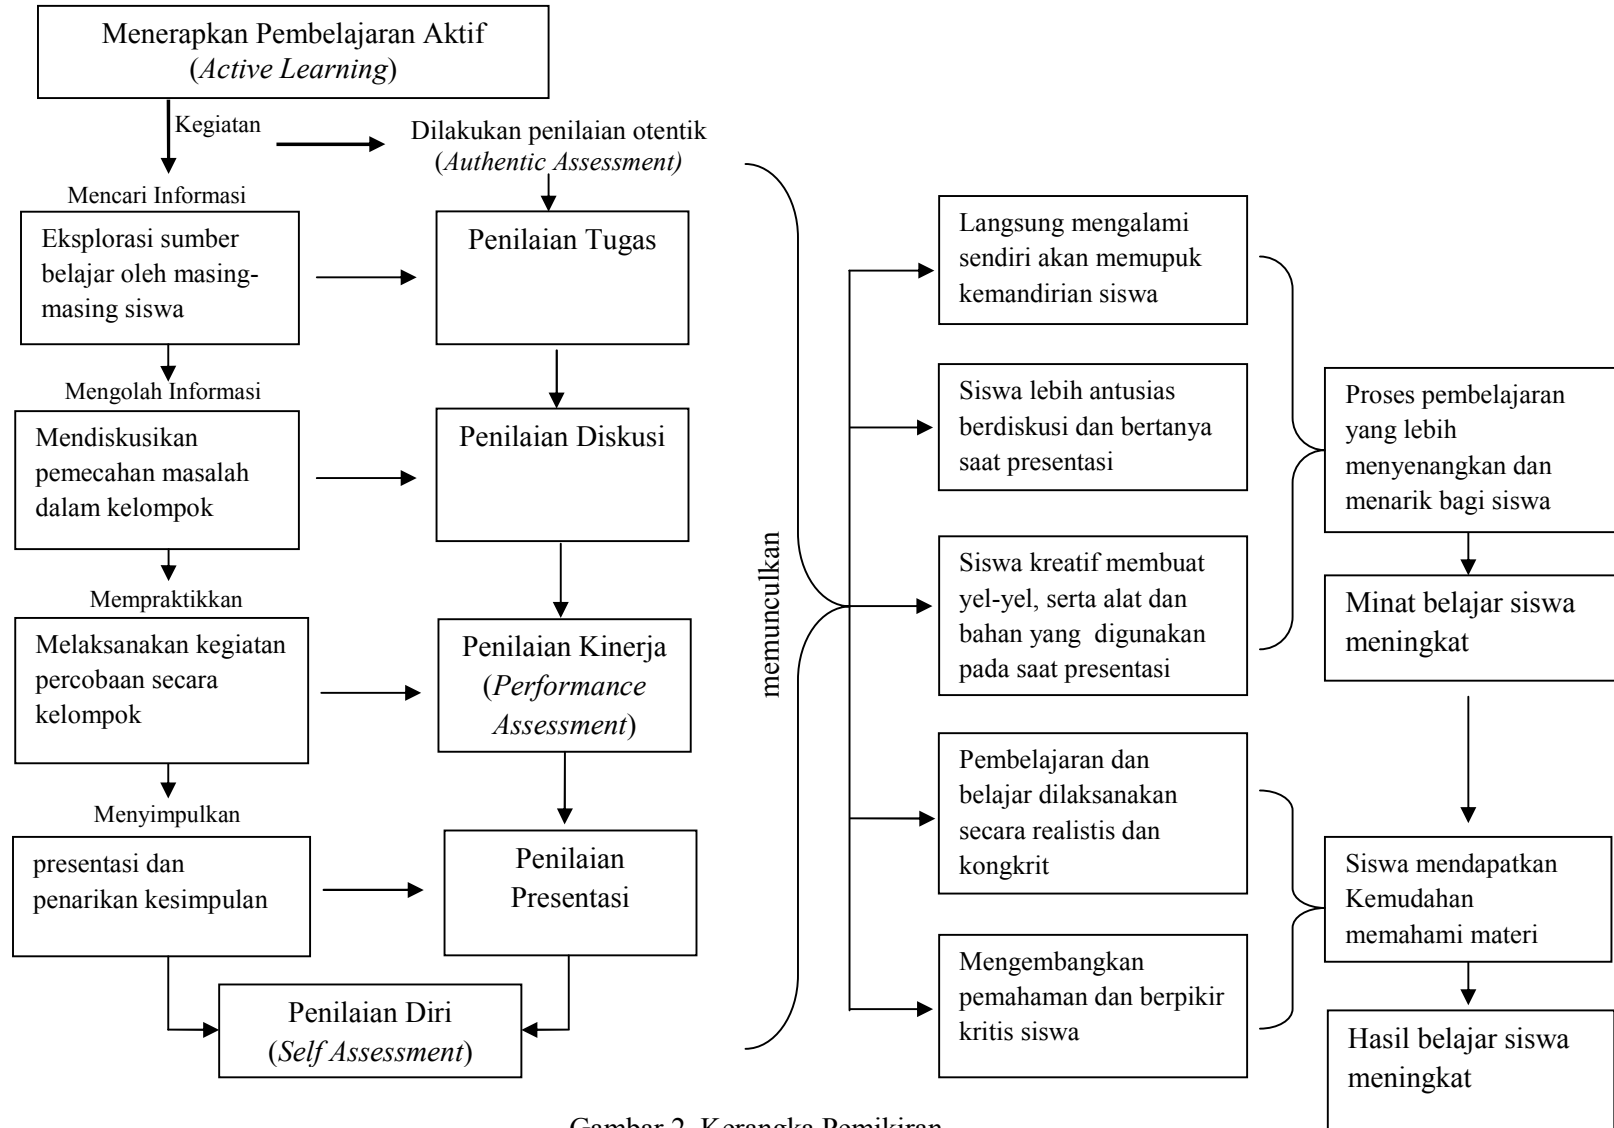 Menerapkan Pembelajaran Aktif
(Active Learning)
Kegiatan
Dilakukan penilaian otentik
(Authentic Assessment)
Mencari Informasi
Eksplorasi sumber
belajar oleh masing-
masing siswa
Penilaian Tugas
Mengolah Informasi
Mendiskusikan
pemecahan masalah
dalam kelompok
Penilaian Diskusi
Mempraktikkan
Melaksanakan kegiatan
percobaan secara
kelompok
Penilaian Kinerja
(Performance
Assessment)
Menyimpulkan
presentasi dan
penarikan kesimpulan
Penilaian
Presentasi
Penilaian Diri
(Self Assessment)
memunculkan
Langsung mengalami
sendiri akan memupuk
kemandirian siswa
Siswa lebih antusias
berdiskusi dan bertanya
saat presentasi
Siswa kreatif membuat
yel-yel, serta alat dan
bahan yang digunakan
pada saat presentasi
Pembelajaran dan
belajar dilaksanakan
secara realistis dan
kongkrit
Mengembangkan
pemahaman dan berpikir
kritis siswa
Proses pembelajaran
yang lebih
menyenangkan dan
menarik bagi siswa
Minat belajar siswa
meningkat
Siswa mendapatkan
Kemudahan
memahami materi
Hasil belajar siswa
meningkat
Gambar 2. Kerangka Pemikiran